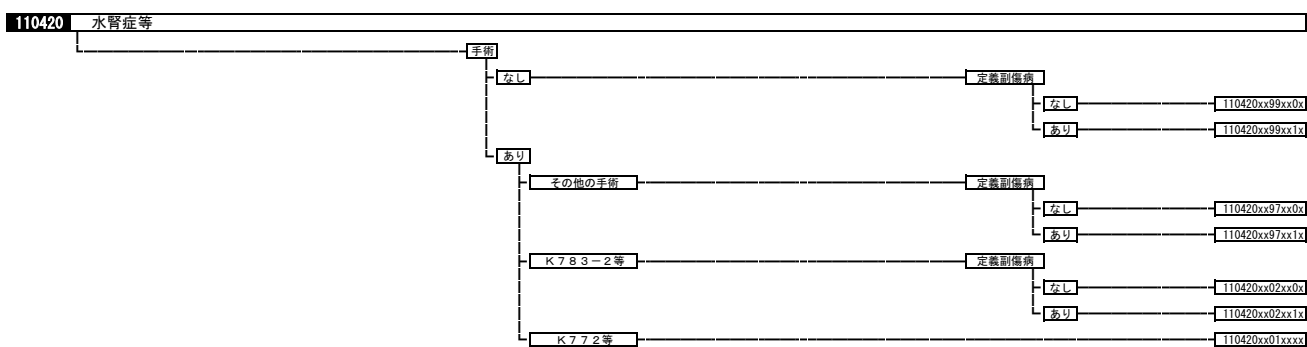 110420 水腎症等
手術
なし 定義副傷病
なし 110420xx99xx0x
あり 110420xx99xx1x
あり
その他の手術 定義副傷病
なし 110420xx97xx0x
あり 110420xx97xx1x
K783-2等 定義副傷病
なし 110420xx02xx0x
あり 110420xx02xx1x
K772等 110420xx01xxxx